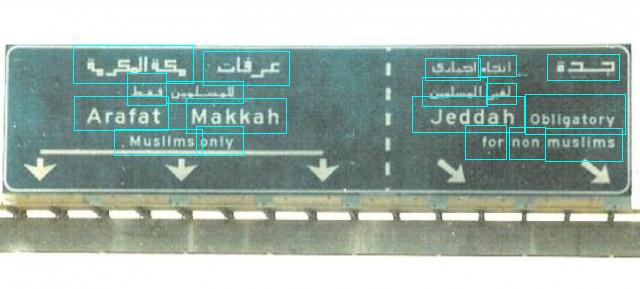 مكة المكرمة عرفات
للمسلمين فقط
Arafat Makkah
Muslims only
جدة اتجاه اجباري
لغير المسلمين
Jeddah Obligatory
for non muslims